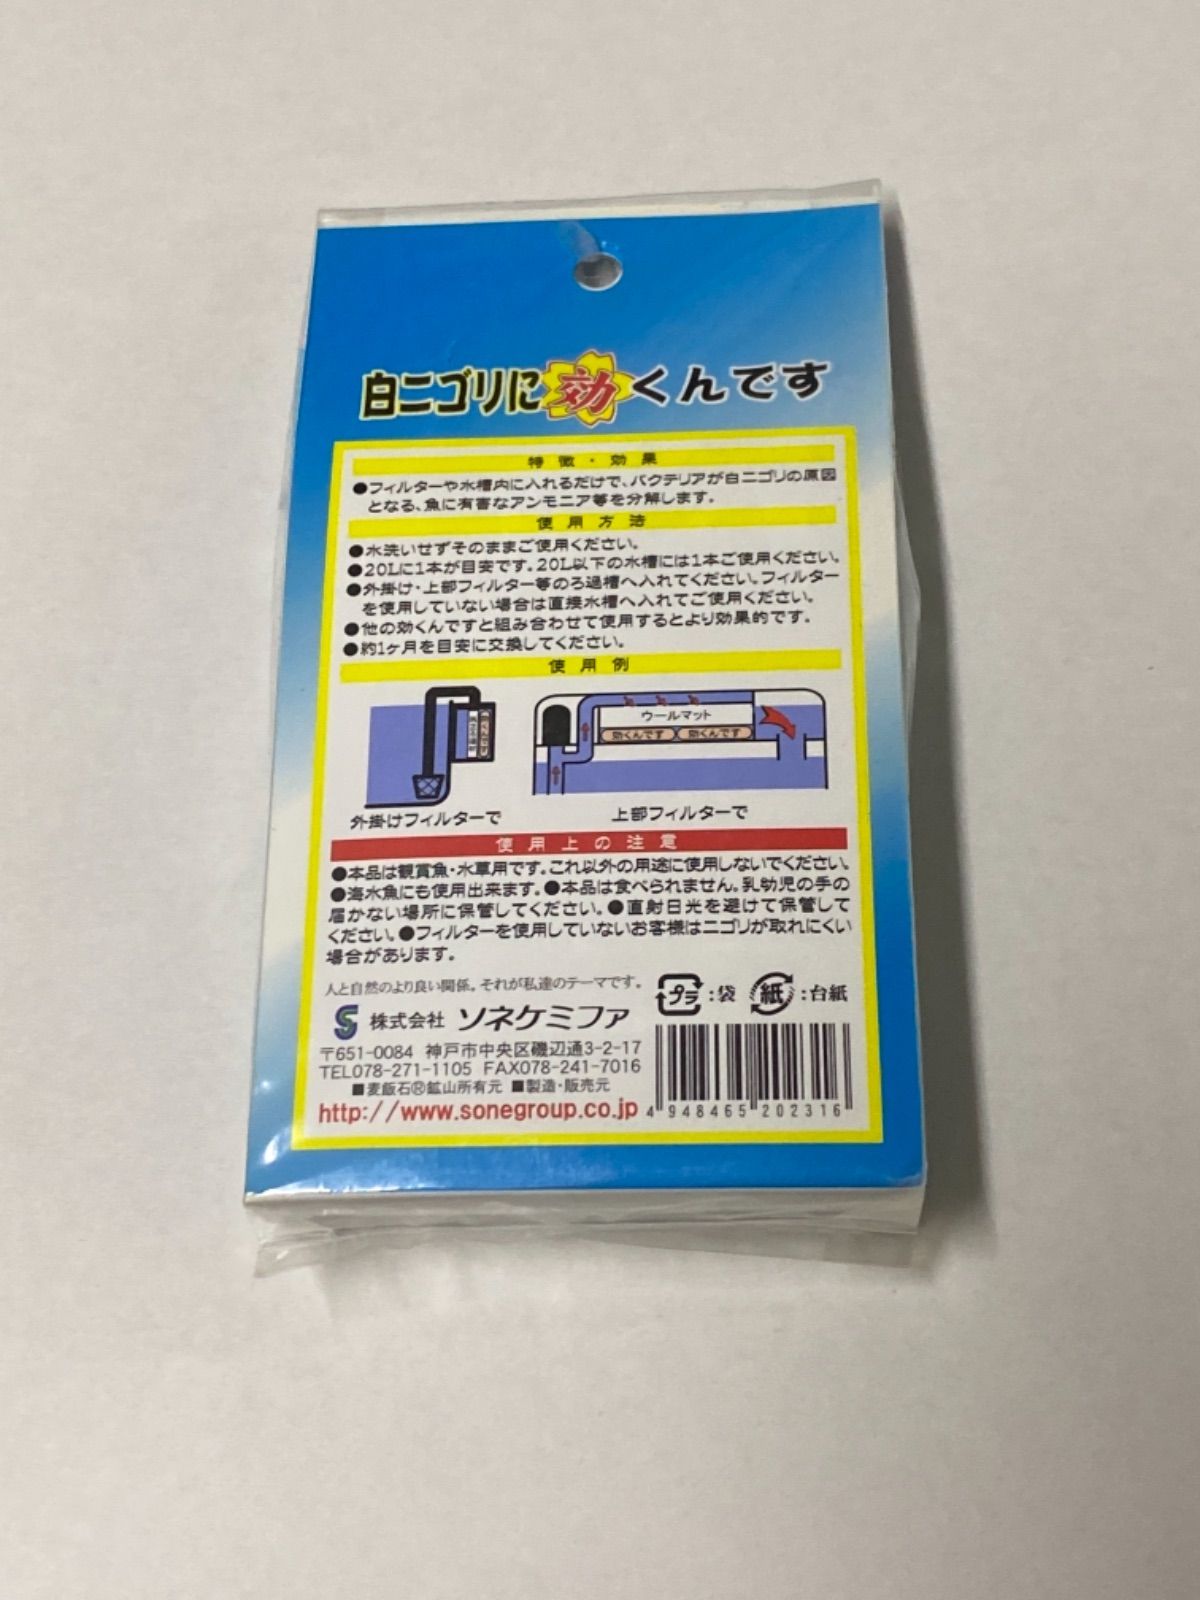 白ニゴリに効くんです
特徴・効果
●フィルターや水槽内に入れるだけで、バクテリアが白ニゴリの原因
となる、魚に有害なアンモニア等を分解します。
使用方法
●水洗いせずそのままご使用ください。
●20Lに1本が目安です。20L以下の水槽には1本ご使用ください。
●外掛け・上部フィルター等のろ過槽へ入れてください。フィルター
を使用していない場合は直接水槽へ入れてご使用ください。
●他の効くんですと組み合わせて使用するとより効果的です。
●約1ヶ月を目安に交換してください。
使用例
ウールマット
効くんです 効くんです
効くんです
外掛けフィルターで
上部フィルターで
使用上の注意
●本品は観賞魚・水草用です。これ以外の用途に使用しないでください。
●海水魚にも使用出来ます。●本品は食べられません。乳幼児の手の
届かない場所に保管してください。●直射日光を避けて保管して
ください。●フィルターを使用していないお客様はニゴリが取れにくい
場合があります。
人と自然のより良い関係。それが私達のテーマです。
プラ:袋 紙:台紙
S 株式会社 ソネケミファ
〒651-0084 神戸市中央区磯辺通3-2-17
TEL078-271-1105 FAX078-241-7016
■麦飯石®鉱山所有元 ■製造・販売元
http://www.sonegroup.co.jp
4 948465 202316